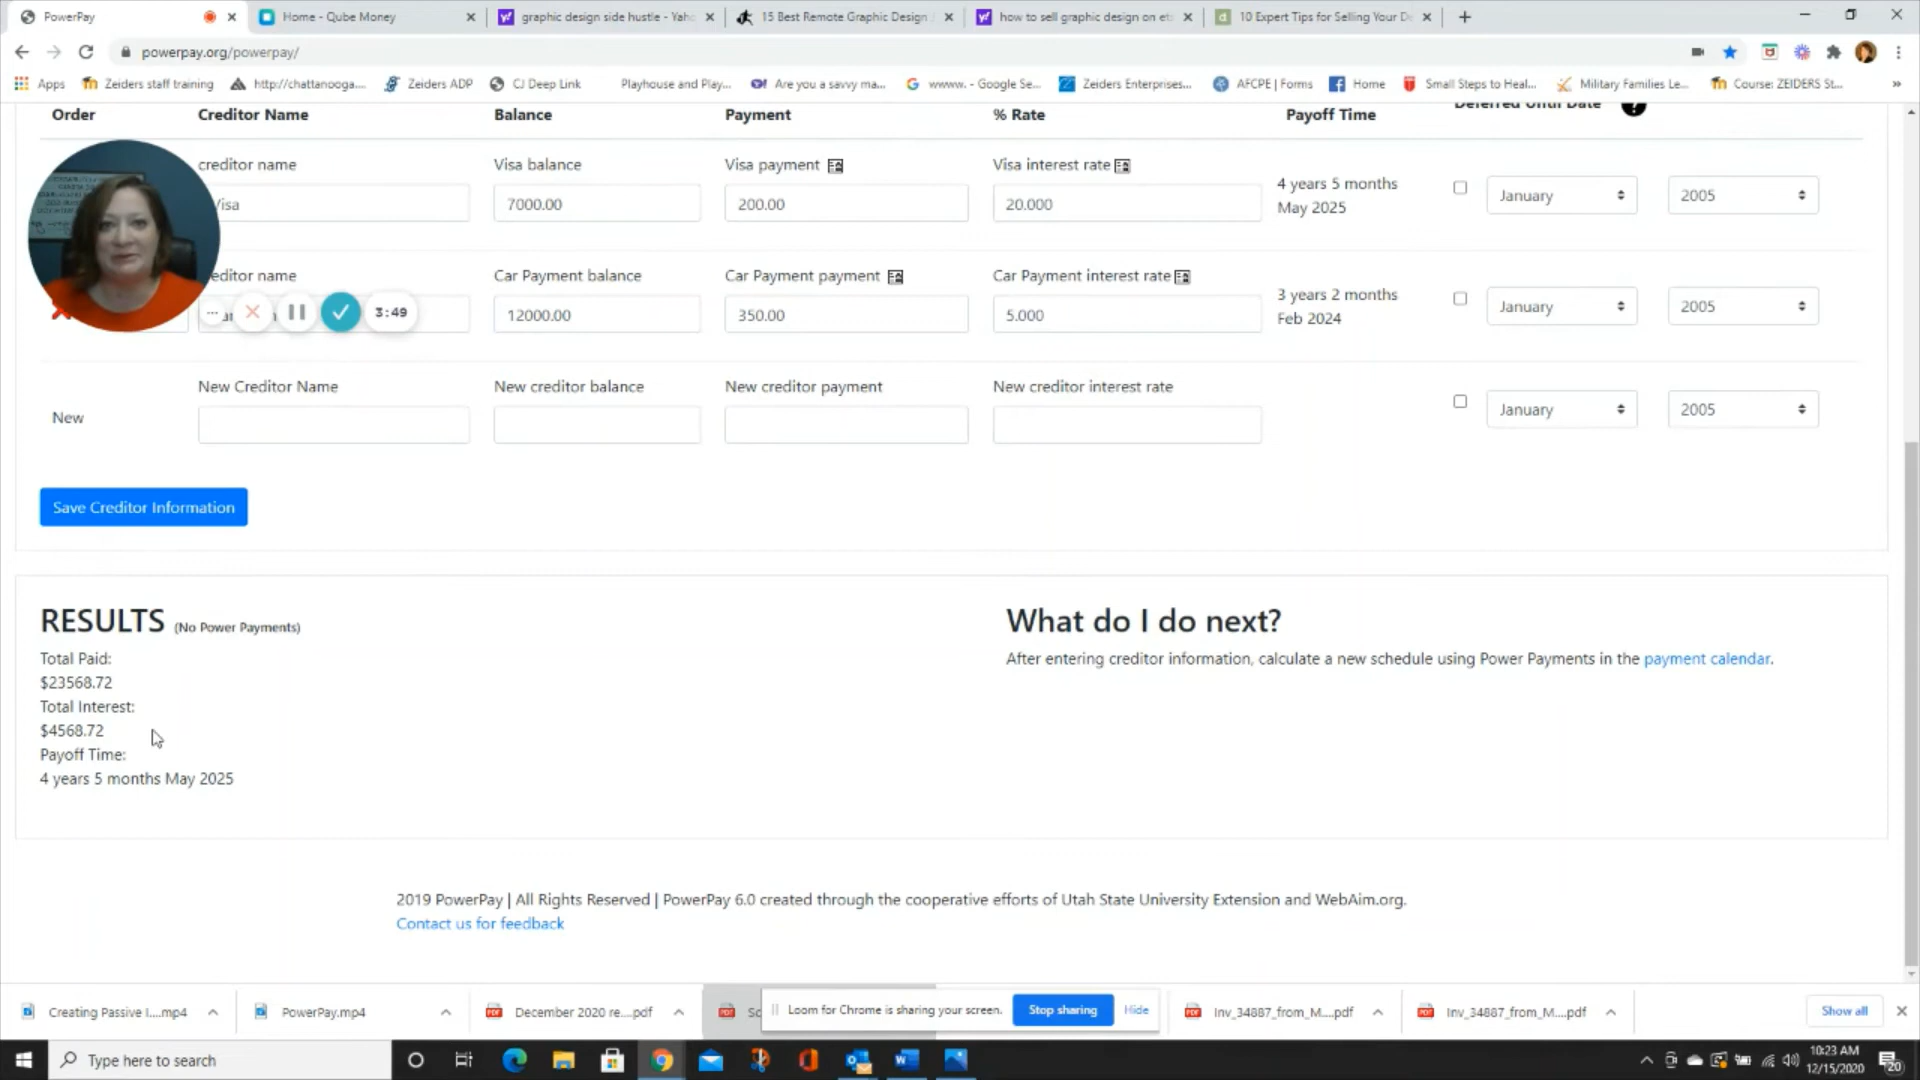 PowerPay
Home - Qube Money
graphic design side hustle - Yah
15 Best Remote Graphic Design J
how to sell graphic design on ets
10 Expert Tips for Selling Your De
powerpay.org/powerpay/
Apps
Zeiders staff training
http://chattanooga....
Zeiders ADP
CJ Deep Link
Playhouse and Play...
Are you a savvy ma...
wwww. - Google Se...
Zeiders Enterprises...
AFCPE | Forms
Home
Small Steps to Heal...
Military Families Le...
Course: ZEIDERS St...
Order Creditor Name Balance Payment % Rate Payoff Time Deferred Until Date ?
creditor name Visa balance Visa payment Visa interest rate
Visa 7000.00 200.00 20.000 4 years 5 months May 2025 January 2005
creditor name Car Payment balance Car Payment payment Car Payment interest rate
3:49
12000.00 350.00 5.000 3 years 2 months Feb 2024 January 2005
New Creditor Name New creditor balance New creditor payment New creditor interest rate
New January 2005
Save Creditor Information
RESULTS (No Power Payments)
Total Paid:
$23568.72
Total Interest:
$4568.72
Payoff Time:
4 years 5 months May 2025
What do I do next?
After entering creditor information, calculate a new schedule using Power Payments in the payment calendar.
2019 PowerPay | All Rights Reserved | PowerPay 6.0 created through the cooperative efforts of Utah State University Extension and WebAim.org.
Contact us for feedback
Creating Passive I....mp4
PowerPay.mp4
December 2020 re....pdf
Sc
Loom for Chrome is sharing your screen.
Stop sharing
Hide
Inv_34887_from_M....pdf
Inv_34887_from_M....pdf
Show all
Type here to search
10:23 AM
12/15/2020
20